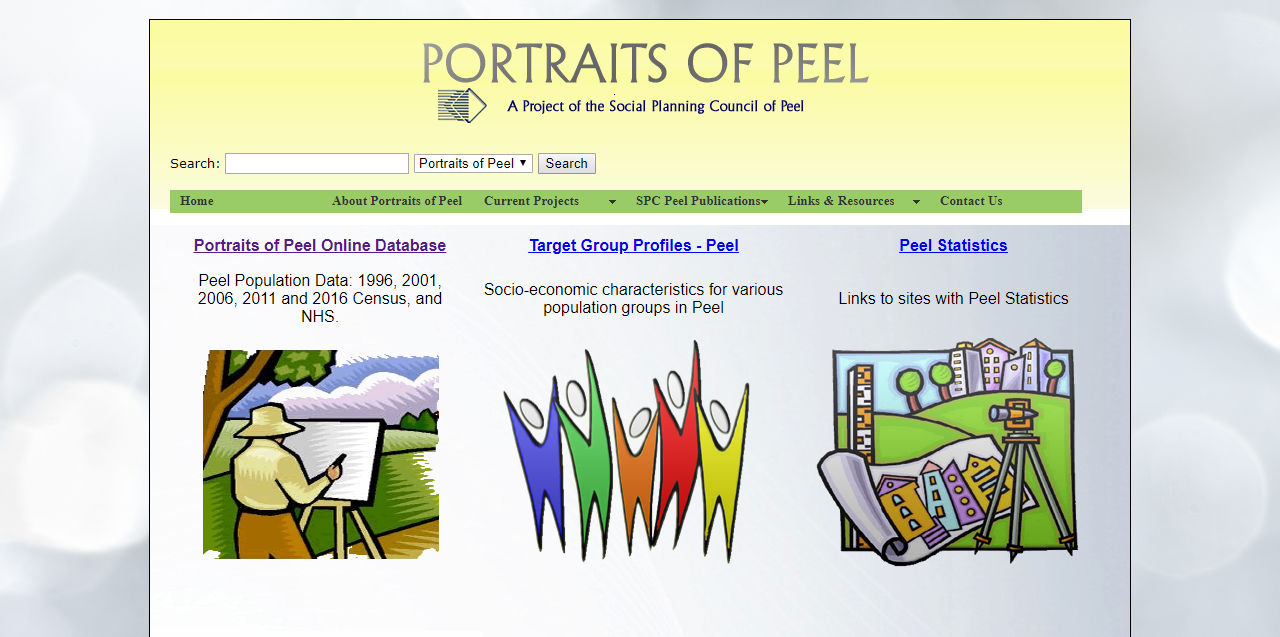 PORTRAITS OF PEEL
A Project of the Social Planning Council of Peel
Search: Portraits of Peel Search
Home About Portraits of Peel Current Projects SPC Peel Publications Links & Resources Contact Us
Portraits of Peel Online Database
Peel Population Data: 1996, 2001,
2006, 2011 and 2016 Census, and
NHS.
Target Group Profiles - Peel
Socio-economic characteristics for various
population groups in Peel
Peel Statistics
Links to sites with Peel Statistics